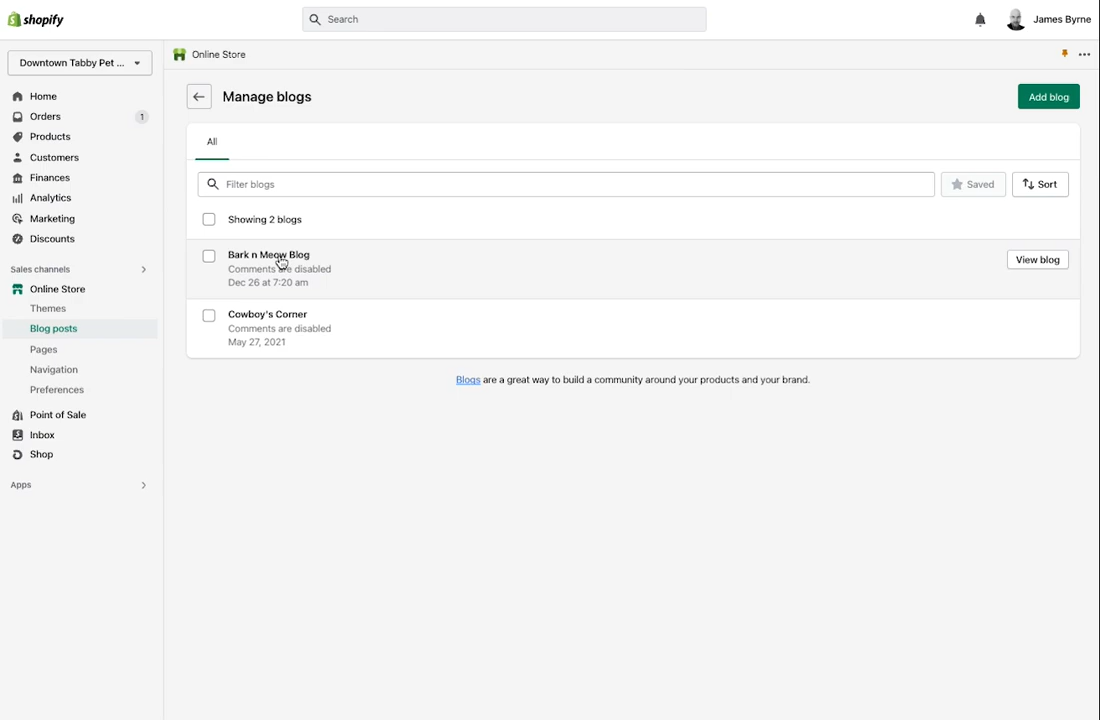 shopify
Search
James Byrne
Downtown Tabby Pet ...
Online Store
Home
Orders
1
Products
Customers
Finances
Analytics
Marketing
Discounts
Sales channels
Online Store
Themes
Blog posts
Pages
Navigation
Preferences
Point of Sale
Inbox
Shop
Apps
Manage blogs
Add blog
All
Filter blogs
Saved
Sort
Showing 2 blogs
Bark n Meow Blog
Comments are disabled
Dec 26 at 7:20 am
View blog
Cowboy's Corner
Comments are disabled
May 27, 2021
Blogs are a great way to build a community around your products and your brand.